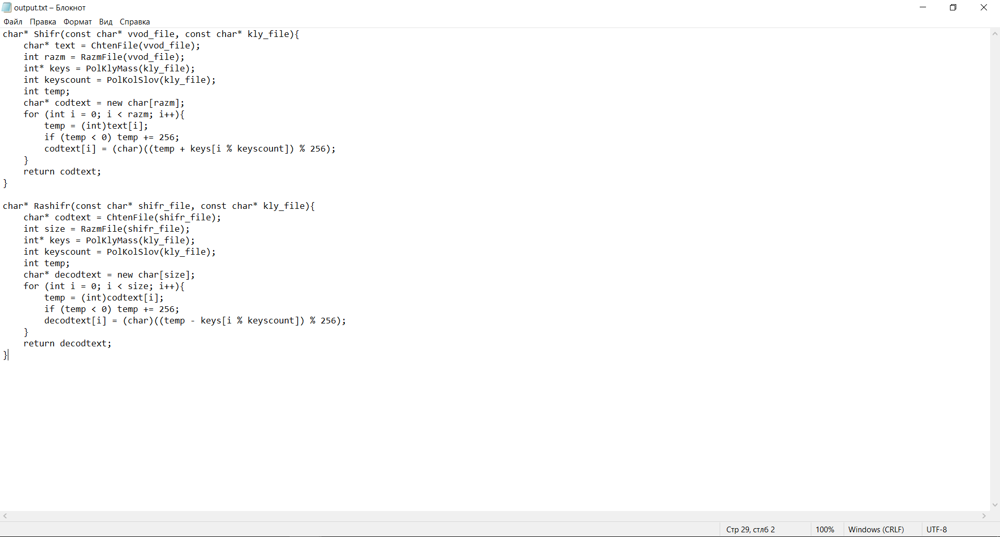 output.txt – Блокнот
Файл Правка Формат Вид Справка
char* Shifr(const char* vvod_file, const char* kly_file){
    char* text = ChtenFile(vvod_file);
    int razm = RazmFile(vvod_file);
    int* keys = PolKlyMass(kly_file);
    int keyscount = PolKolSlov(kly_file);
    int temp;
    char* codtext = new char[razm];
    for (int i = 0; i < razm; i++){
        temp = (int)text[i];
        if (temp < 0) temp += 256;
        codtext[i] = (char)((temp + keys[i % keyscount]) % 256);
    }
    return codtext;
}

char* Rashifr(const char* shifr_file, const char* kly_file){
    char* codtext = ChtenFile(shifr_file);
    int size = RazmFile(shifr_file);
    int* keys = PolKlyMass(kly_file);
    int keyscount = PolKolSlov(kly_file);
    int temp;
    char* decodtext = new char[size];
    for (int i = 0; i < size; i++){
        temp = (int)codtext[i];
        if (temp < 0) temp += 256;
        decodtext[i] = (char)((temp - keys[i % keyscount]) % 256);
    }
    return decodtext;
}
Стр 29, стлб 2 100% Windows (CRLF) UTF-8